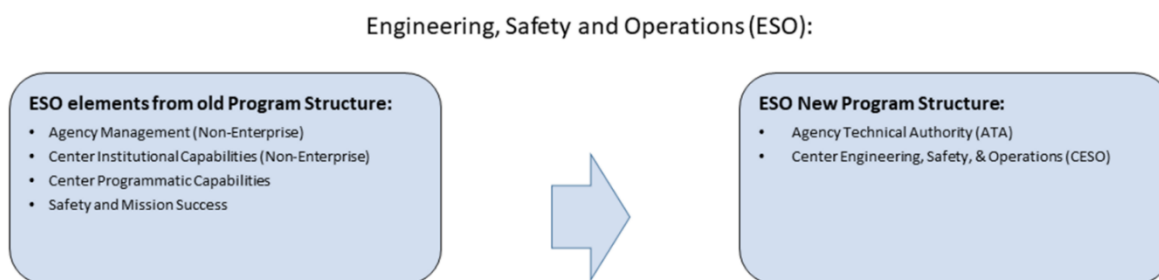 Engineering, Safety and Operations (ESO):
ESO elements from old Program Structure:
• Agency Management (Non-Enterprise)
• Center Institutional Capabilities (Non-Enterprise)
• Center Programmatic Capabilities
• Safety and Mission Success
ESO New Program Structure:
• Agency Technical Authority (ATA)
• Center Engineering, Safety, & Operations (CESO)